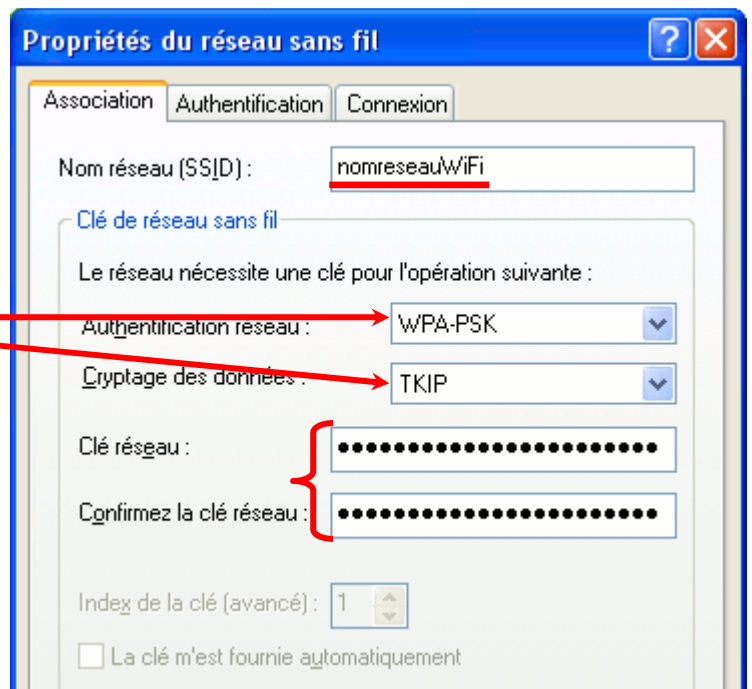 Propriétés du réseau sans fil
Association Authentification Connexion
Nom réseau (SSID) : nomreseauWiFi
Clé de réseau sans fil
Le réseau nécessite une clé pour l'opération suivante :
Authentification réseau : WPA-PSK
Cryptage des données : TKIP
Clé réseau : ●●●●●●●●●●●●●●●●●●●●●●●
Confirmez la clé réseau : ●●●●●●●●●●●●●●●●●●●●●●●
Index de la clé (avancé) : 1
La clé m'est fournie automatiquement